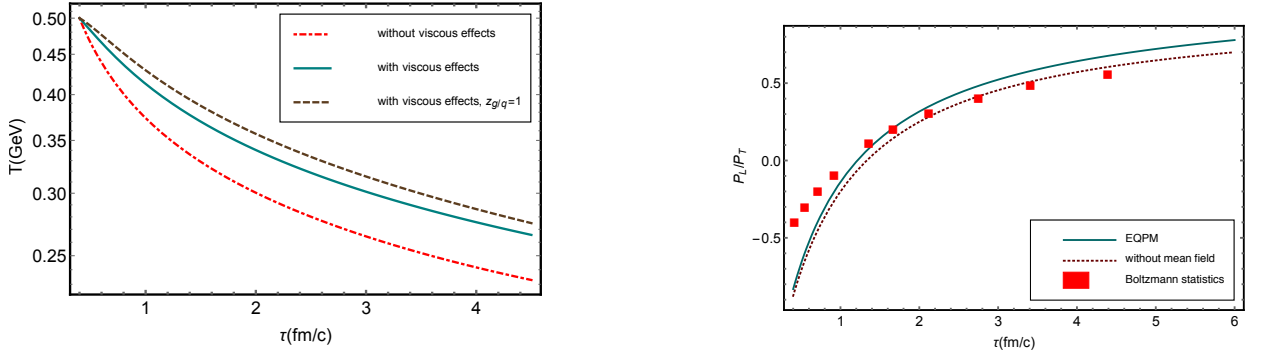 0.50
0.45
0.40
0.35
0.30
0.25
T(GeV)
without viscous effects
with viscous effects
with viscous effects, z_{g/q}=1
1
2
3
4
τ(fm/c)
0.5
0.0
-0.5
P_L/P_T
EQPM
without mean field
Boltzmann statistics
1
2
3
4
5
6
τ(fm/c)